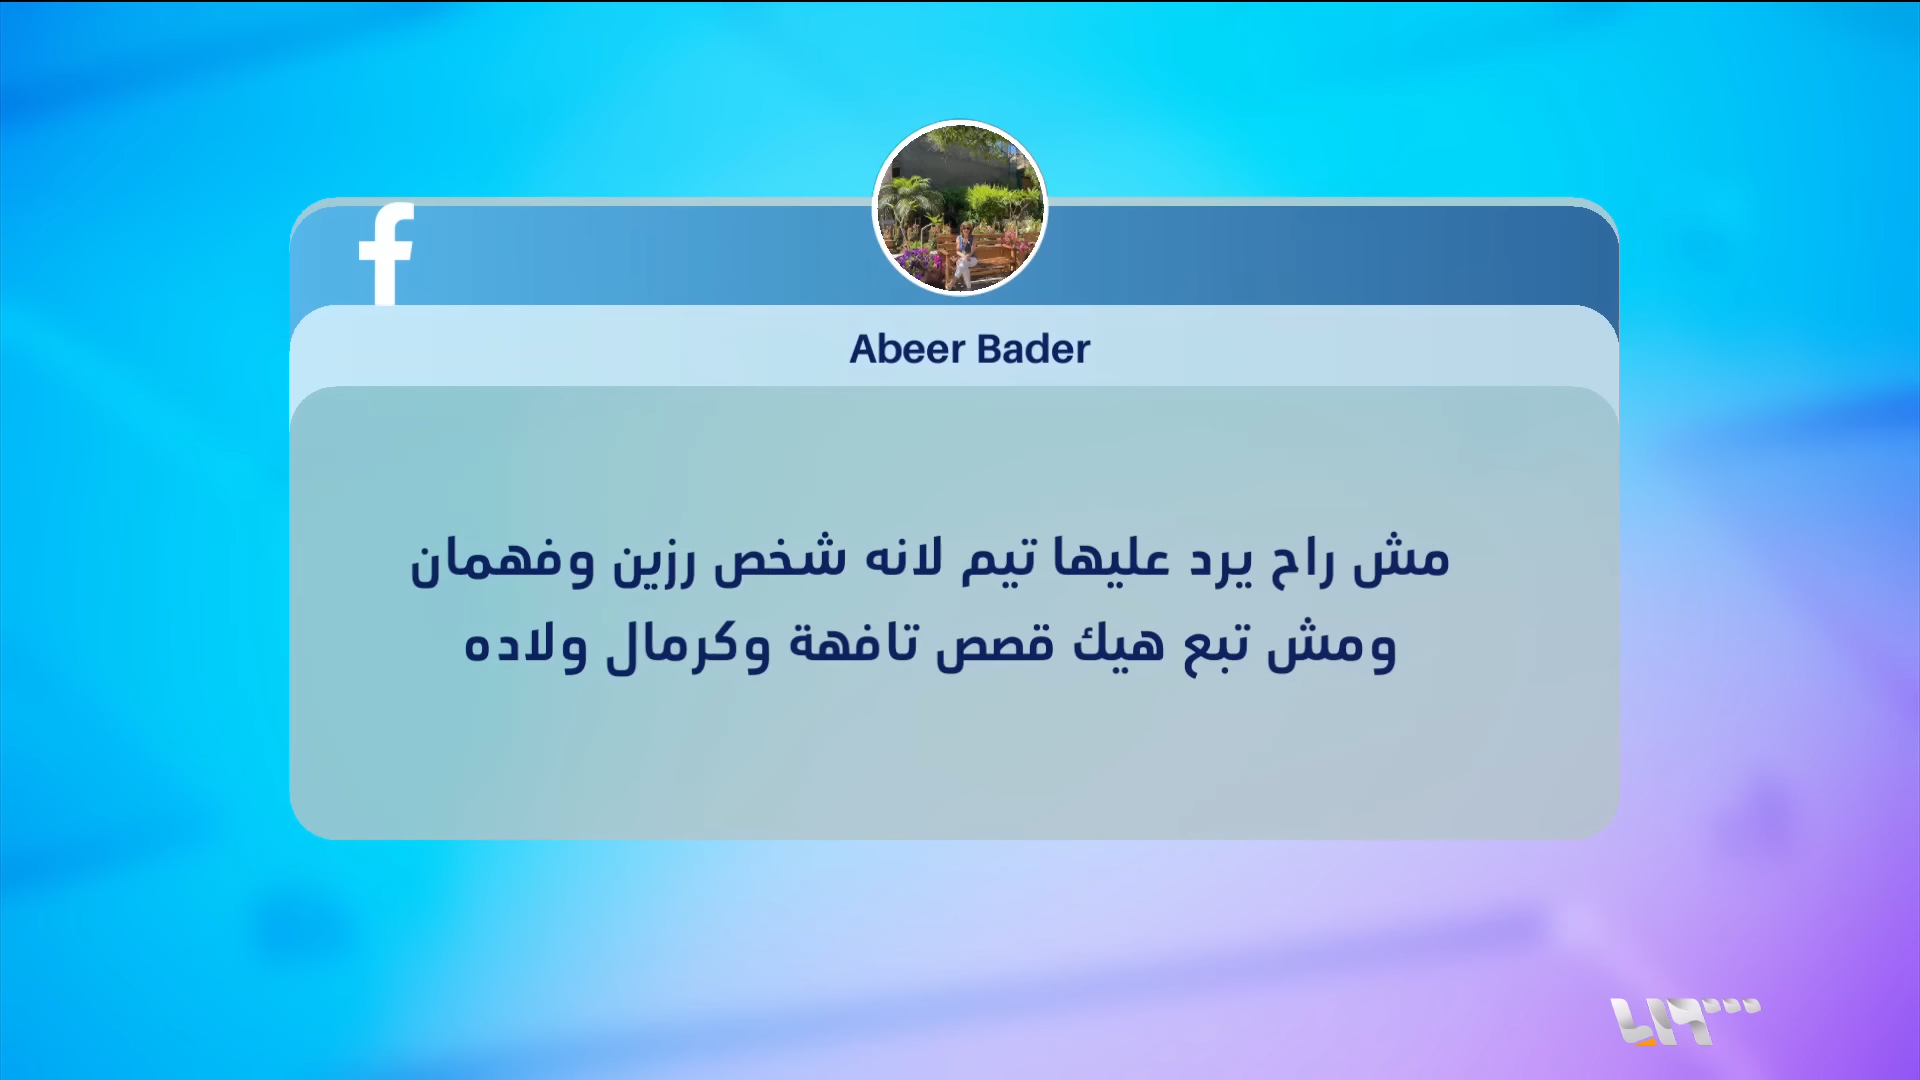 Abeer Bader
مش راح يرد عليها تيم لانه شخص رزين وفهمان
ومش تبع هيك قصص تافهة وكرمال ولاده